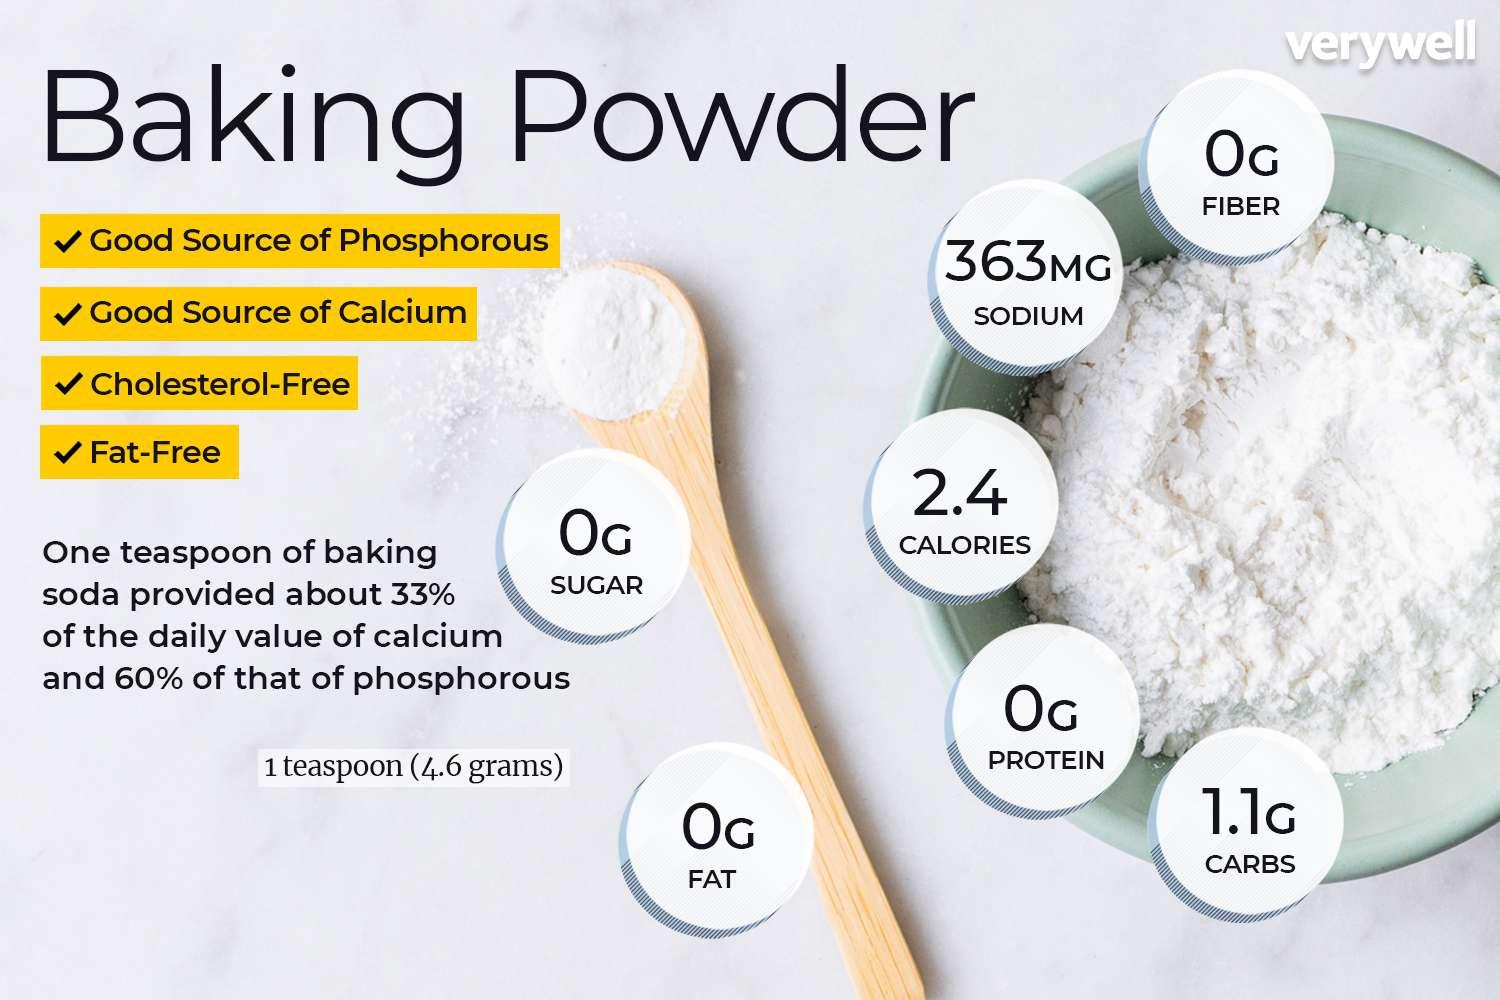 verywell
Baking Powder
Good Source of Phosphorous
Good Source of Calcium
Cholesterol-Free
Fat-Free
One teaspoon of baking
soda provided about 33%
of the daily value of calcium
and 60% of that of phosphorous
1 teaspoon (4.6 grams)
0G
FIBER
363MG
SODIUM
2.4
CALORIES
0G
SUGAR
0G
PROTEIN
1.1G
CARBS
0G
FAT